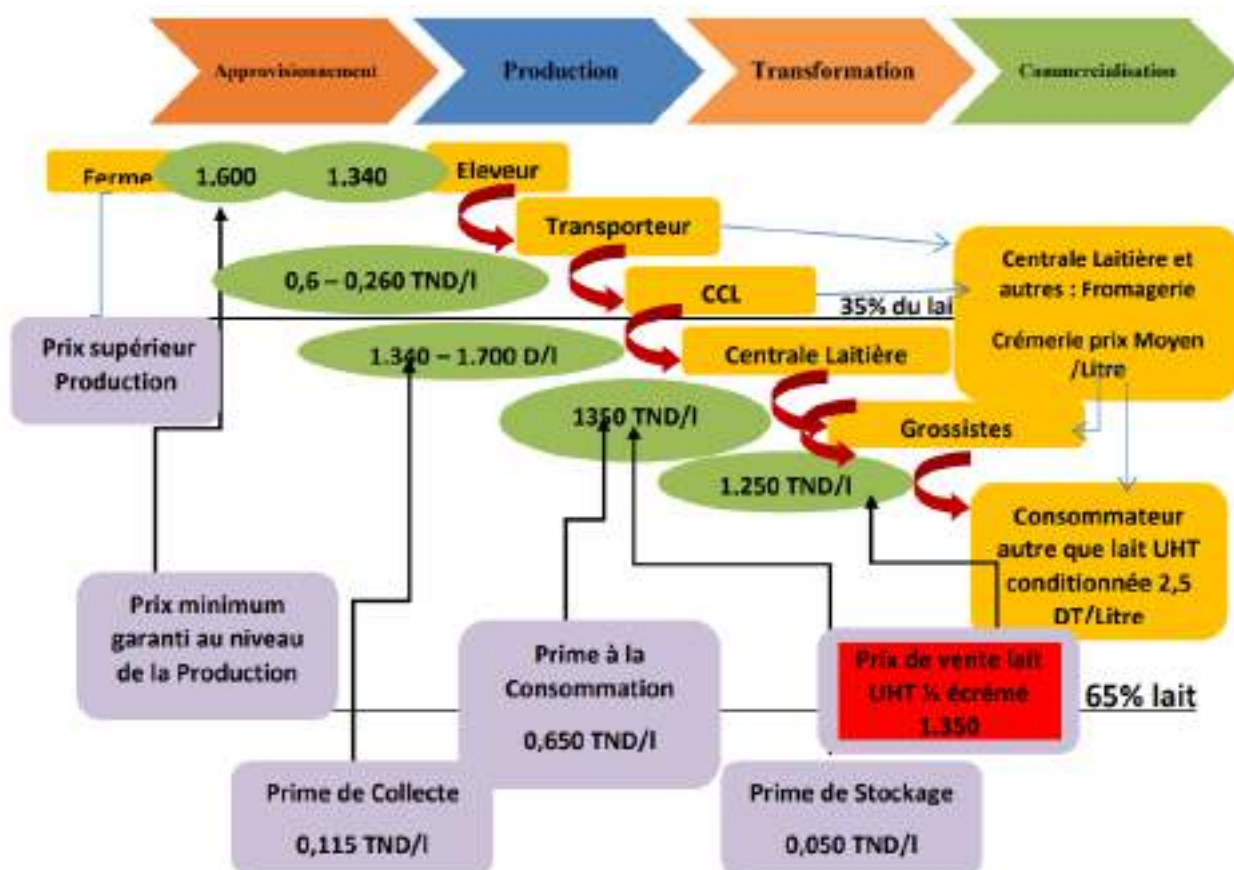 Approvisionnement
Production
Transformation
Commercialisation
Ferme
1.600
1.340
Eleveur
Transporteur
0,6 – 0,260 TND/l
CCL
35% du lai
Centrale Laitière et
autres : Fromagerie
Crémerie prix Moyen
/Litre
Prix supérieur
Production
1.340 – 1.700 D/l
Centrale Laitière
1350 TND/l
Grossistes
1.250 TND/l
Consommateur
autre que lait UHT
conditionnée 2,5
DT/Litre
Prix minimum
garanti au niveau
de la Production
Prime à la
Consommation
0,650 TND/l
Prix de vente lait
UHT ½ écrème
1.350
65% lait
Prime de Collecte
0,115 TND/l
Prime de Stockage
0,050 TND/l